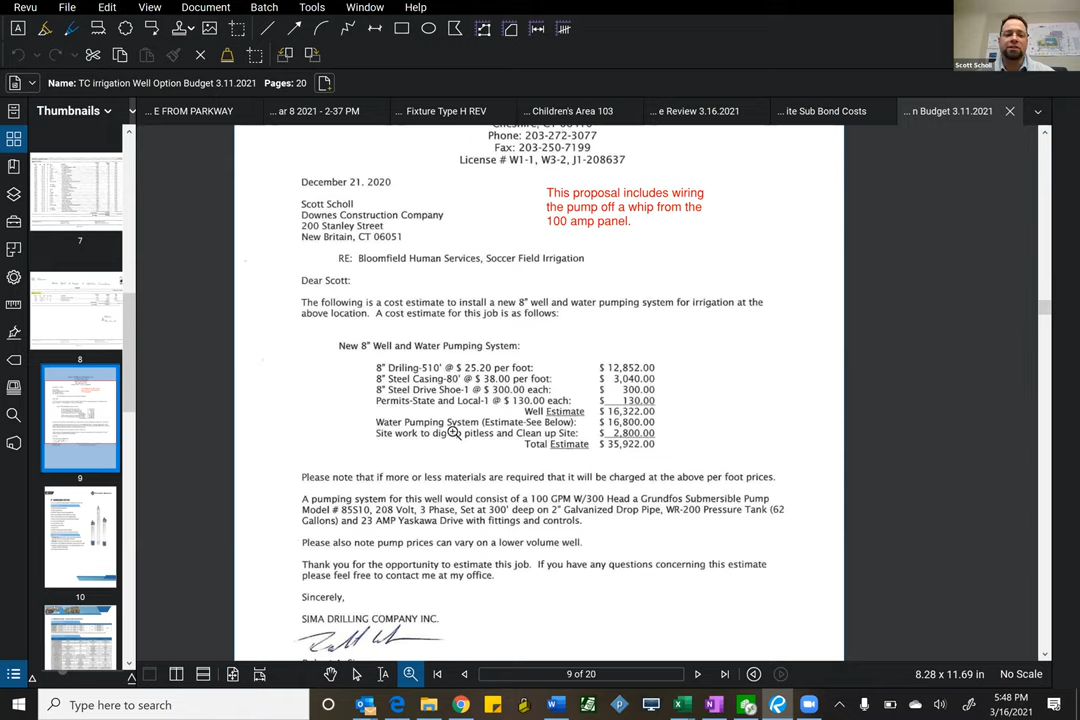 Revu File Edit View Document Batch Tools Window Help
Scott Scholl
Name: TC irrigation Well Option Budget 3.11.2021 Pages: 20
Thumbnails
E FROM PARKWAY
ar 8 2021 - 2:37 PM
Fixture Type H REV
Children's Area 103
e Review 3.16.2021
ite Sub Bond Costs
n Budget 3.11.2021
7
8
9
10
Phone: 203-272-3077
Fax: 203-250-7199
License # W1-1, W3-2, J1-208637
December 21. 2020
This proposal includes wiring
the pump off a whip from the
100 amp panel.
Scott Scholl
Downes Construction Company
200 Stanley Street
New Britain, CT 06051
RE: Bloomfield Human Services, Soccer Field Irrigation
Dear Scott:
The following is a cost estimate to install a new 8" well and water pumping system for irrigation at the
above location. A cost estimate for this job is as follows:
New 8" Well and Water Pumping System:
8" Drilling-510' @ $ 25.20 per foot: $ 12,852.00
8" Steel Casing-80' @ $ 38.00 per foot: $ 3,040.00
8" Steel Drive Shoe-1 @ $ 300.00 each: $ 300.00
Permits-State and Local-1 @ $ 130.00 each: $ 130.00
Well Estimate $ 16,322.00
Water Pumping System (Estimate-See Below): $ 16,800.00
Site work to dig pitless and Clean up Site: $ 2,800.00
Total Estimate $ 35,922.00
Please note that if more or less materials are required that it will be charged at the above per foot prices.
A pumping system for this well would consist of a 100 GPM W/300 Head a Grundfos Submersible Pump
Model # 85S10, 208 Volt, 3 Phase, Set at 300' deep on 2" Galvanized Drop Pipe, WR-200 Pressure Tank (62
Gallons) and 23 AMP Yaskawa Drive with fittings and controls.
Please also note pump prices can vary on a lower volume well.
Thank you for the opportunity to estimate this job. If you have any questions concerning this estimate
please feel free to contact me at my office.
Sincerely,
SIMA DRILLING COMPANY INC.
9 of 20
8.28 x 11.69 in
No Scale
Type here to search
5:48 PM
3/16/2021